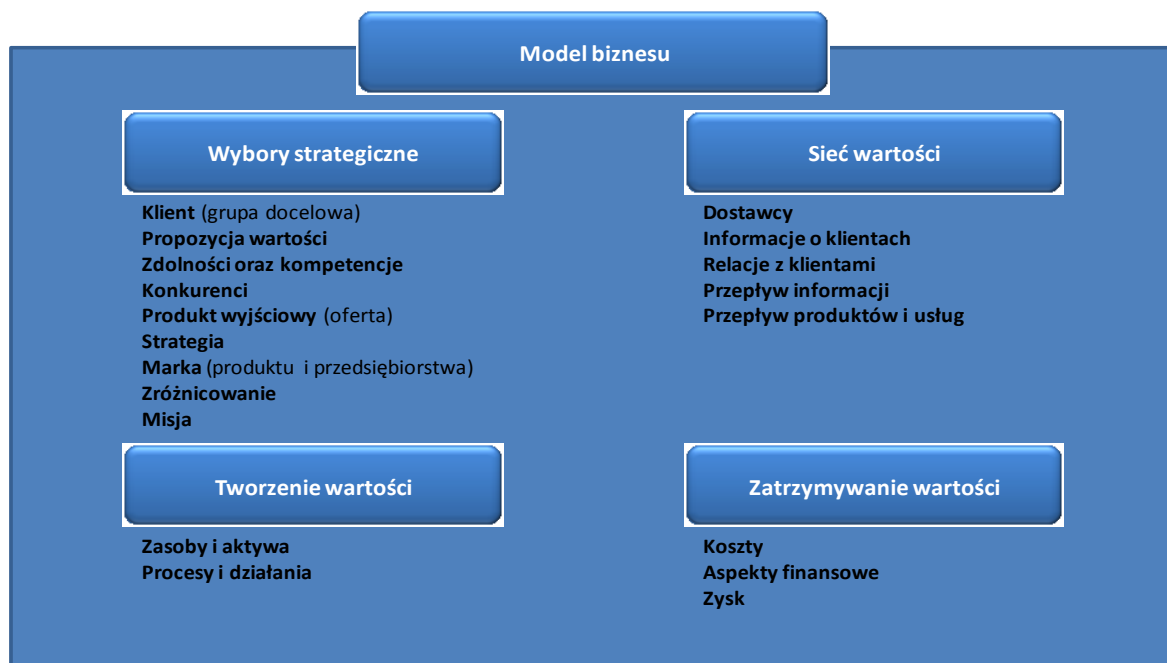 Model biznesu
Wybory strategiczne
Klient (grupa docelowa)
Propozycja wartości
Zdolności oraz kompetencje
Konkurenci
Produkt wyjściowy (oferta)
Strategia
Marka (produktu i przedsiębiorstwa)
Zróżnicowanie
Misja
Sieć wartości
Dostawcy
Informacje o klientach
Relacje z klientami
Przepływ informacji
Przepływ produktów i usług
Tworzenie wartości
Zasoby i aktywa
Procesy i działania
Zatrzymywanie wartości
Koszty
Aspekty finansowe
Zysk